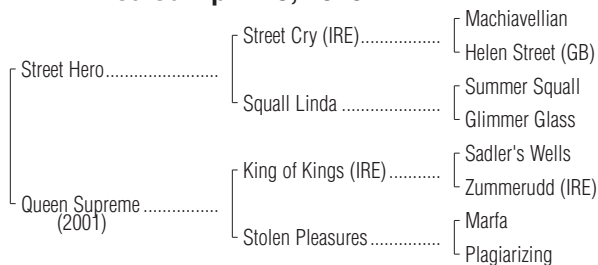 Machiavellian
Street Cry (IRE)....................
Helen Street (GB)
Street Hero............................
Summer Squall
Squall Linda .........................
Glimmer Glass
Sadler's Wells
King of Kings (IRE)...............
Zummerudd (IRE)
Queen Supreme ...................
(2001)
Marfa
Stolen Pleasures..................
Plagiarizing